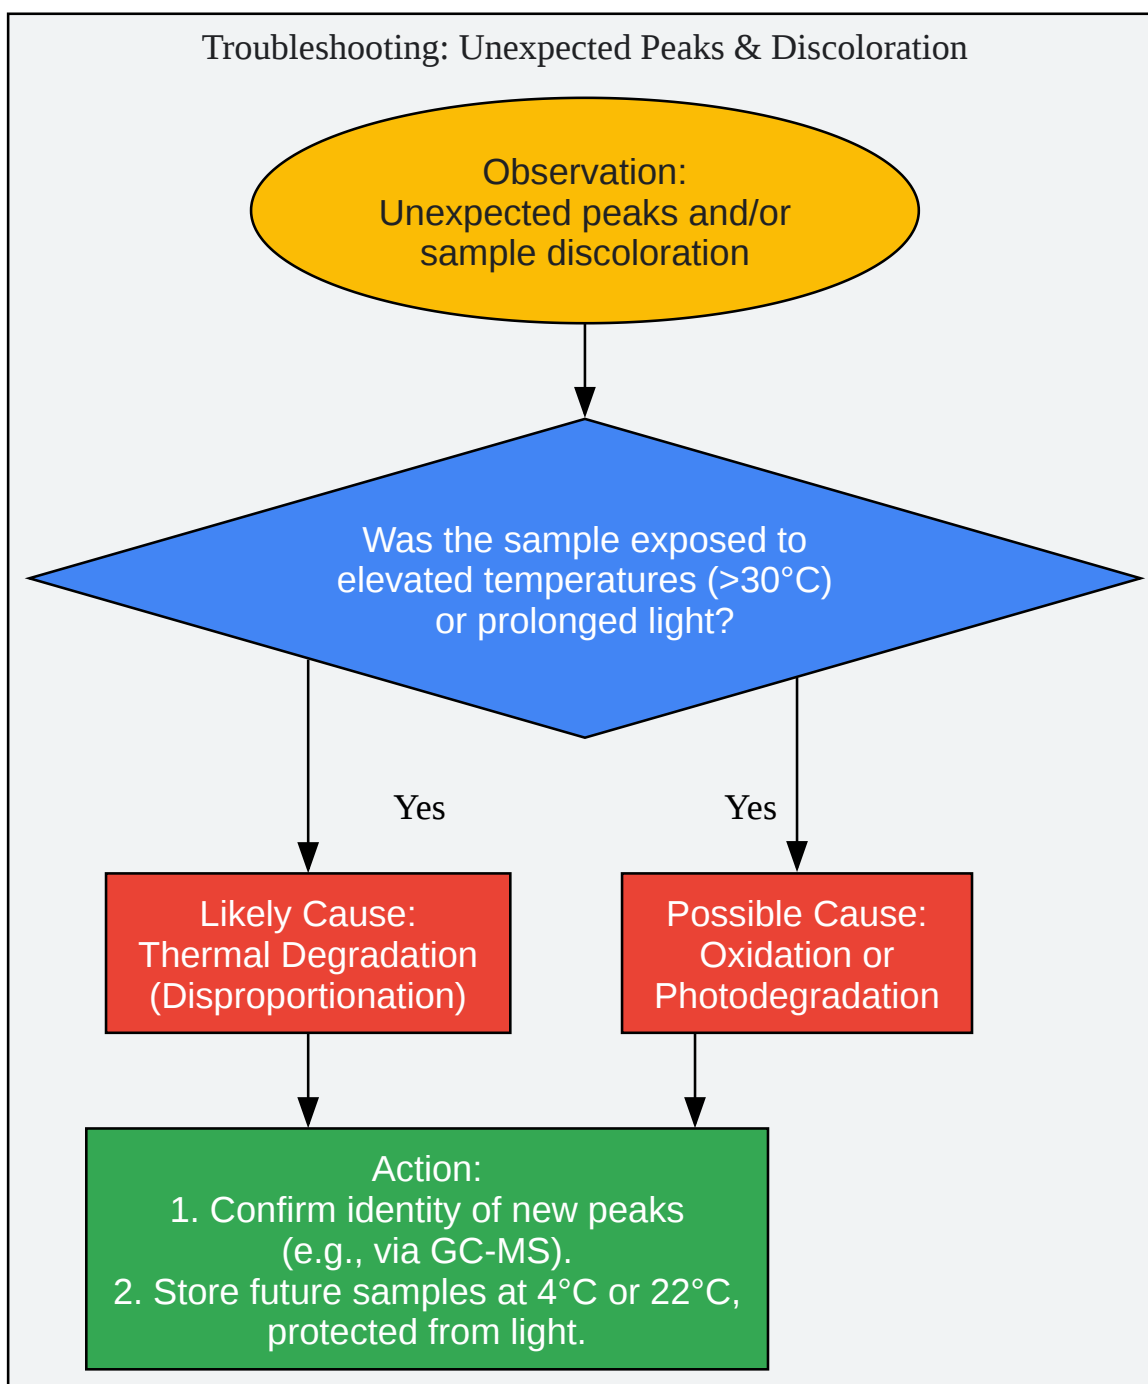 Troubleshooting: Unexpected Peaks & Discoloration
Observation:
Unexpected peaks and/or
sample discoloration
Was the sample exposed to
elevated temperatures (>30°C)
or prolonged light?
Yes
Yes
Likely Cause:
Thermal Degradation
(Disproportionation)
Possible Cause:
Oxidation or
Photodegradation
Action:
1. Confirm identity of new peaks
(e.g., via GC-MS).
2. Store future samples at 4°C or 22°C,
protected from light.